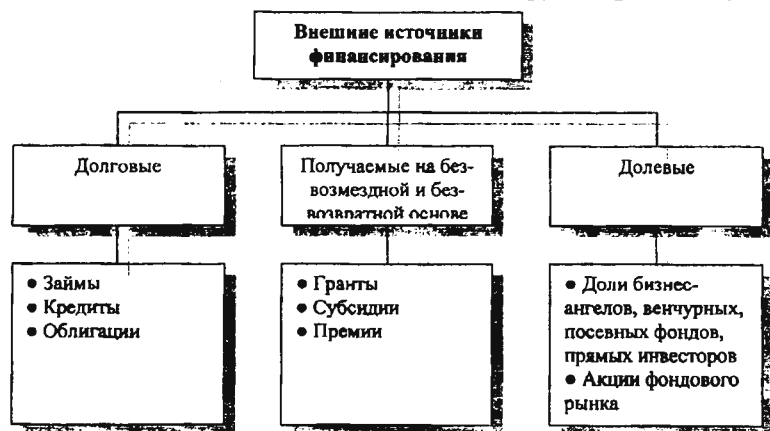 Внешние источники
финансирования
Долговые
Получаемые на без-
возмездной и без-
возвратной основе
Долевые
● Займы
● Кредиты
● Облигации
● Гранты
● Субсидии
● Премии
● Доли бизнес-
ангелов, венчурных,
посевных фондов,
прямых инвесторов
● Акции фондового
рынка